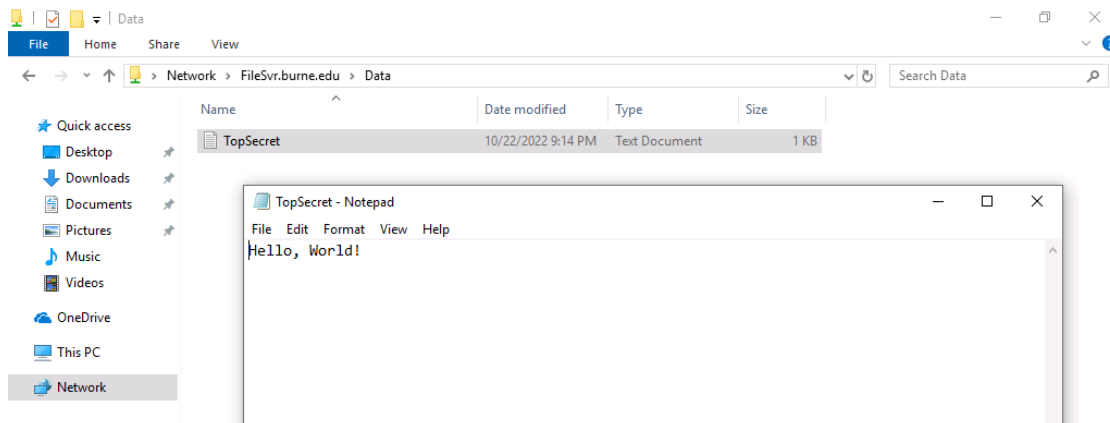 Data
File Home Share View
Network > FileSvr.burne.edu > Data
Search Data
Name Date modified Type Size
Quick access
TopSecret 10/22/2022 9:14 PM Text Document 1 KB
Desktop
Downloads
Documents
Pictures
Music
Videos
OneDrive
This PC
Network
TopSecret - Notepad
File Edit Format View Help
Hello, World!